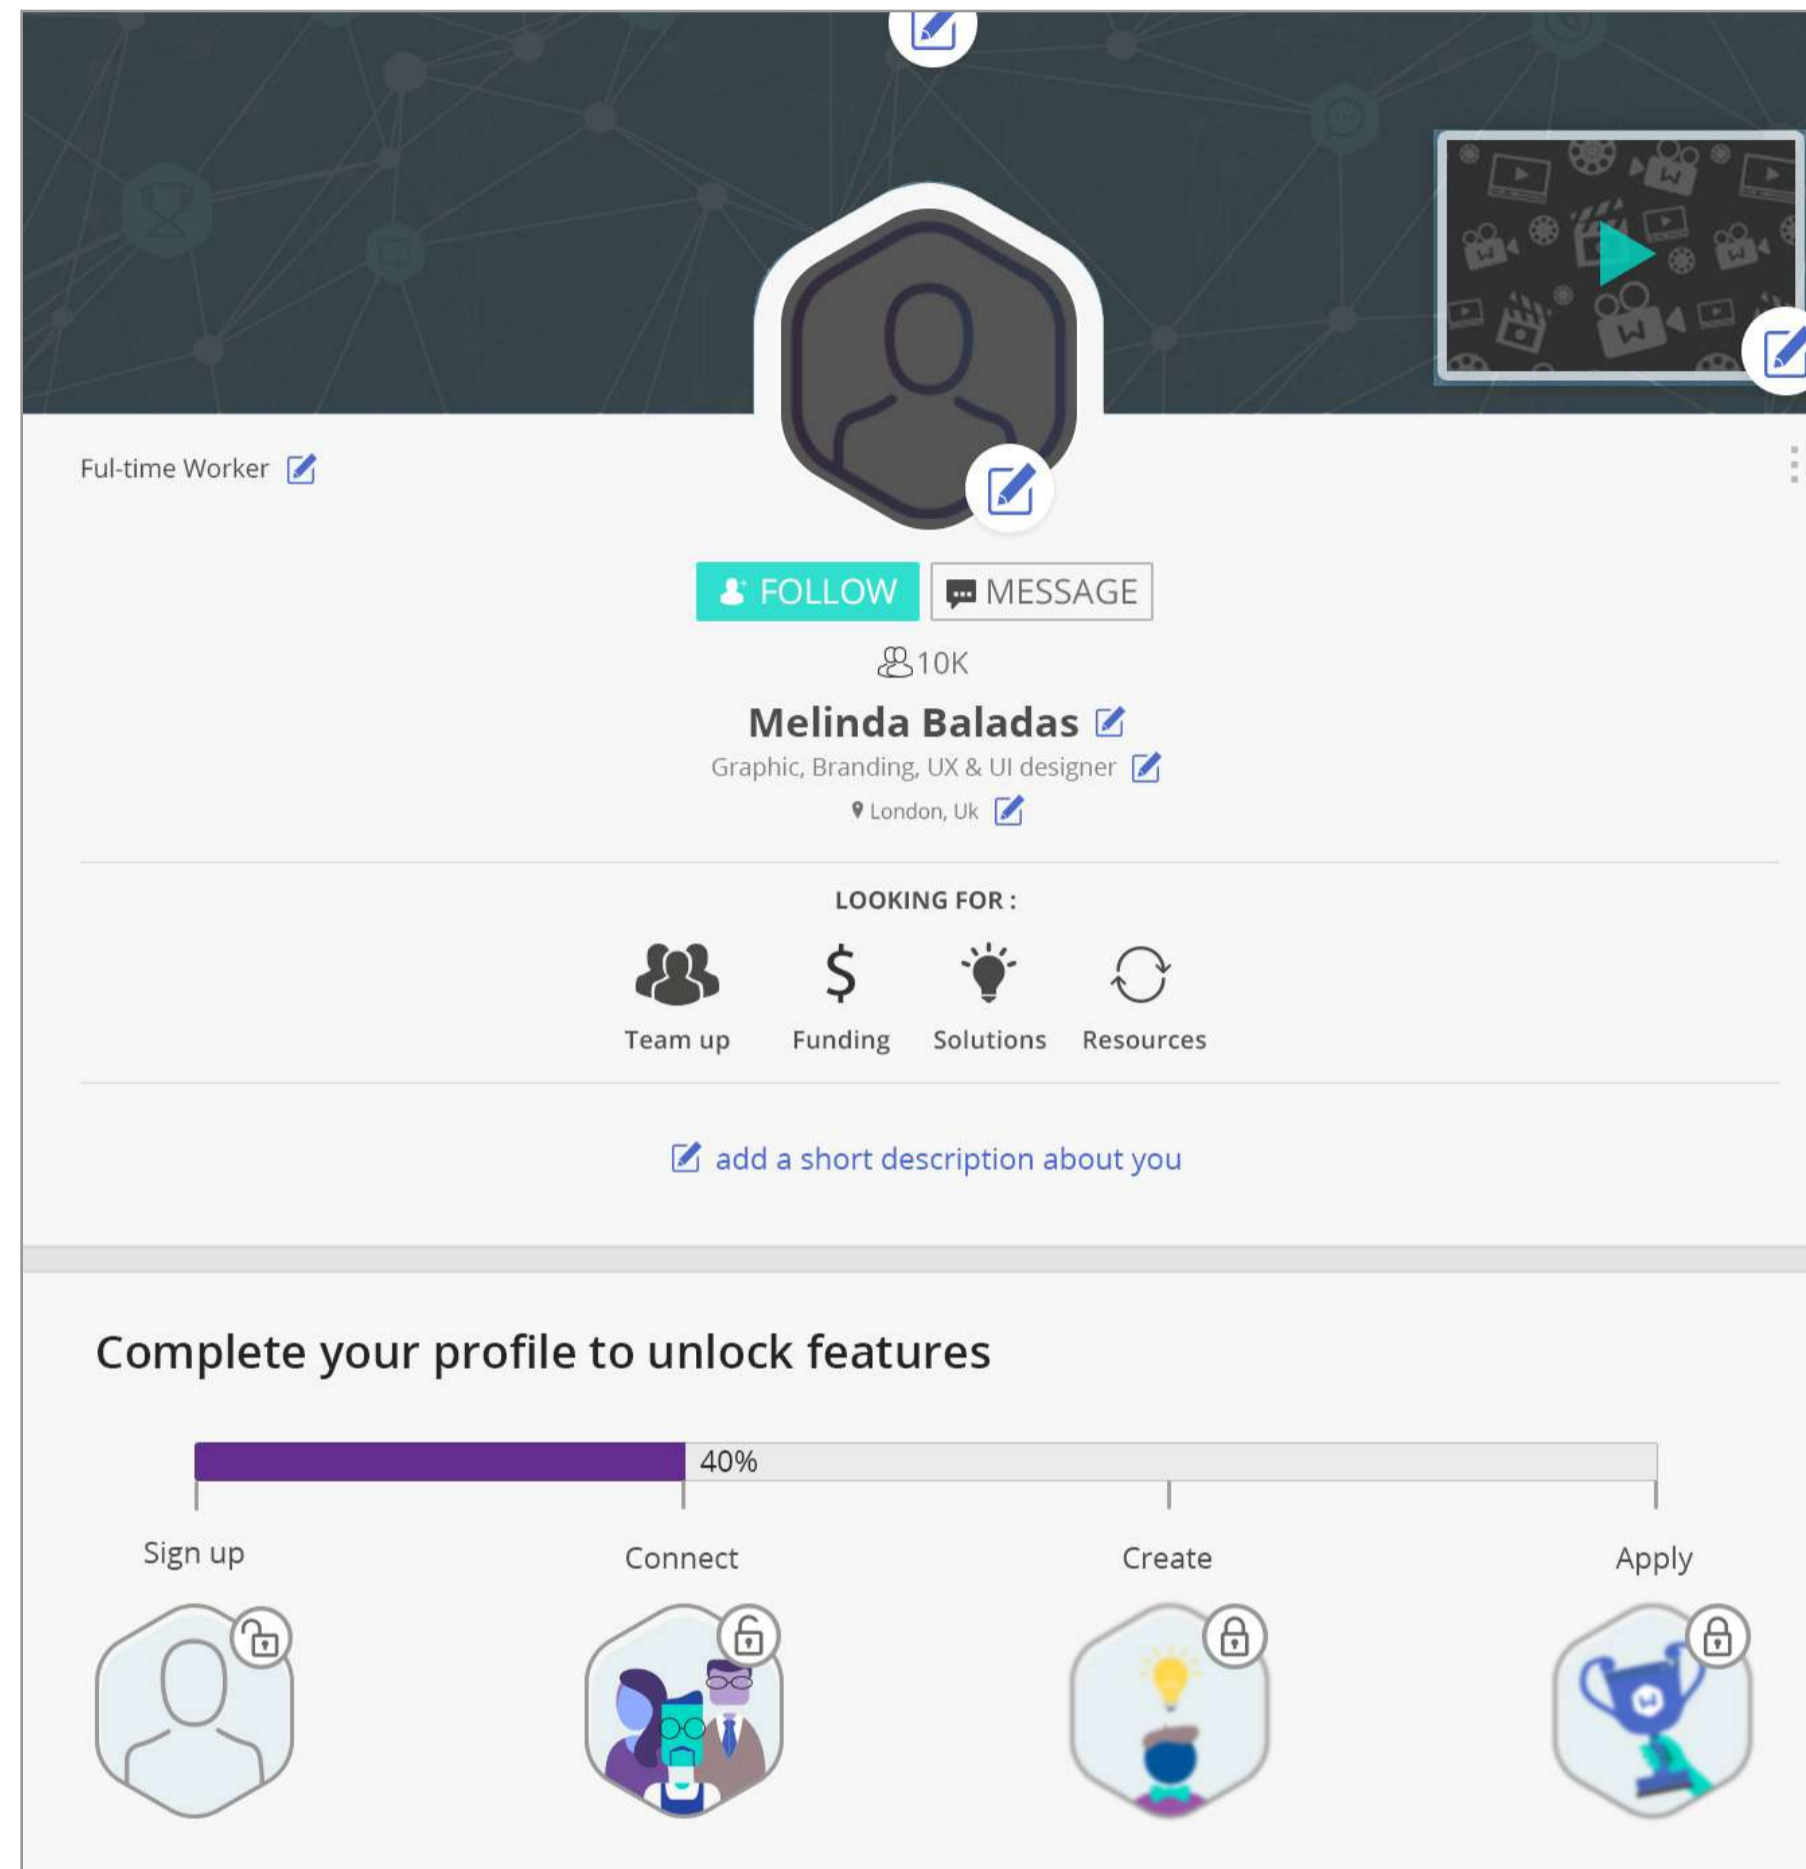 Ful-time Worker
FOLLOW
MESSAGE
10K
Melinda Baladas
Graphic, Branding, UX & UI designer
London, Uk
LOOKING FOR :
Team up
Funding
Solutions
Resources
add a short description about you
Complete your profile to unlock features
40%
Sign up
Connect
Create
Apply